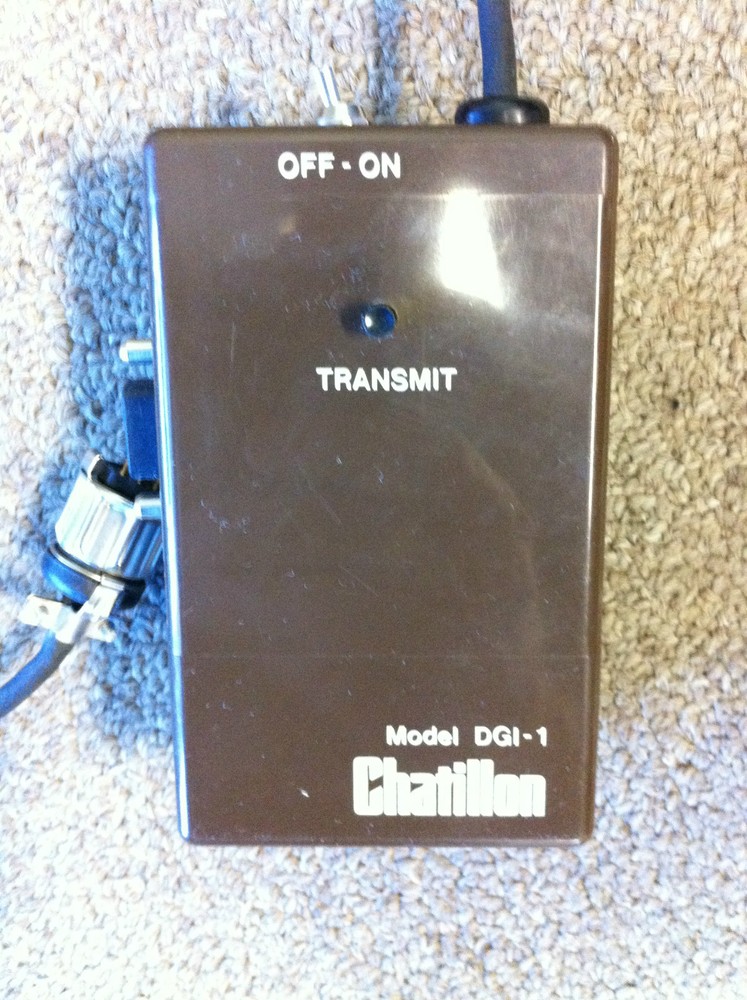 OFF - ON
TRANSMIT
Model DGI-1
Chatillon